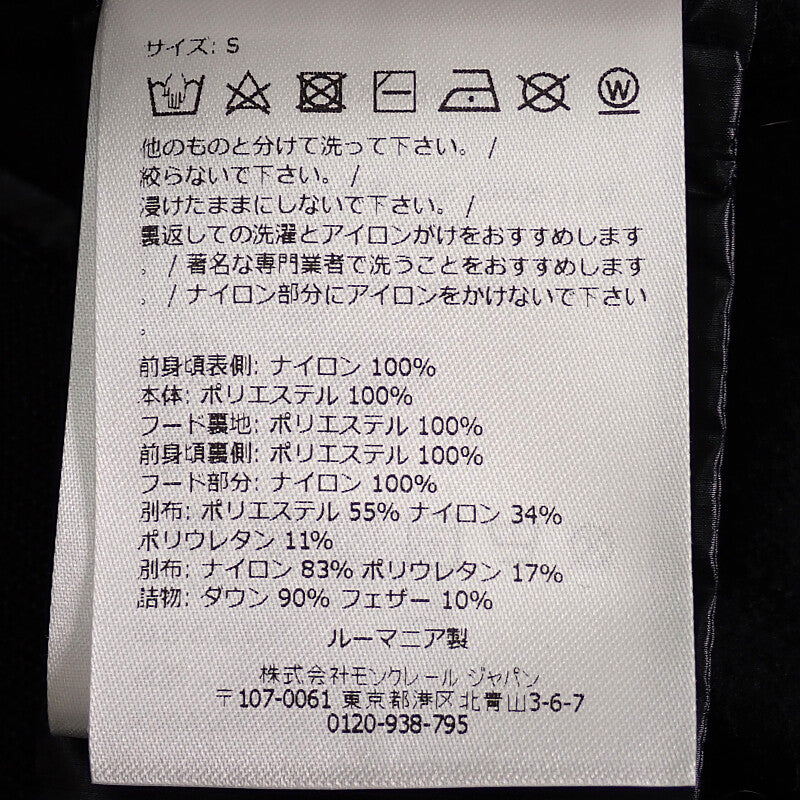 サイズ: S
W
他のものと分けて洗って下さい。 /
絞らないで下さい。 /
浸けたままにしないで下さい。 /
裏返しての洗濯とアイロンがけをおすすめします
。 / 著名な専門業者で洗うことをおすすめします
。 / ナイロン部分にアイロンをかけないで下さい
。
前身頃表側: ナイロン 100%
本体: ポリエステル 100%
フード裏地: ポリエステル 100%
前身頃裏側: ポリエステル 100%
フード部分: ナイロン 100%
別布: ポリエステル 55% ナイロン 34%
ポリウレタン 11%
別布: ナイロン 83% ポリウレタン 17%
詰物: ダウン 90% フェザー 10%
ルーマニア製
株式会社モンクレール ジャパン
〒107-0061 東京都港区北青山3-6-7
0120-938-795